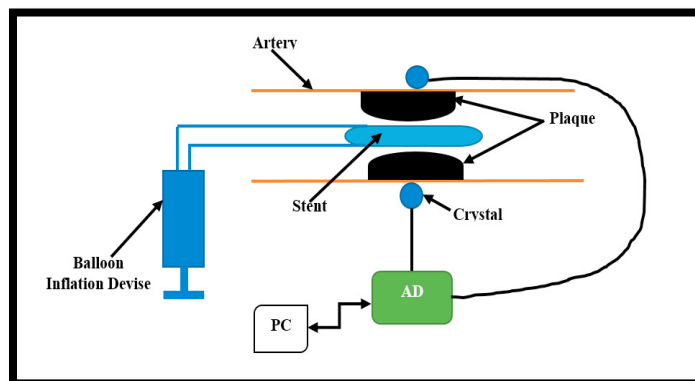 Artery
Plaque
Stent
Crystal
Balloon
Inflation Devise
AD
PC